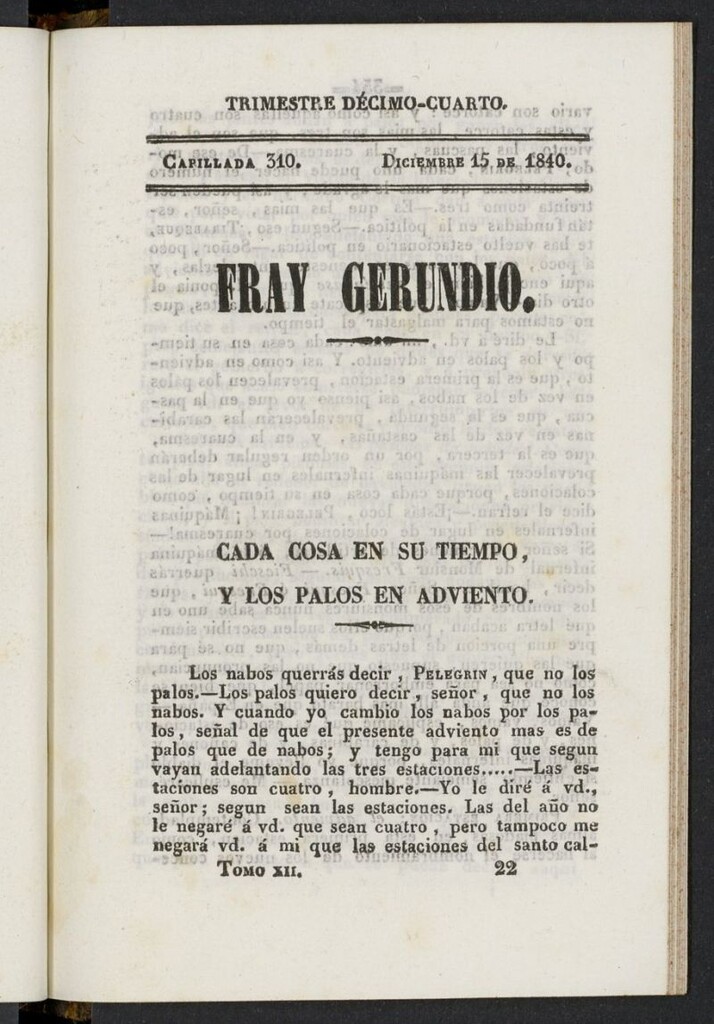 TRIMESTRE DÉCIMO-CUARTO.
CAPILLADA 310. DICIEMBRE 15 DE 1840.
FRAY GERUNDIO.
CADA COSA EN SU TIEMPO,
Y LOS PALOS EN ADVIENTO.
Los nabos querrás decir, PELEGRIN, que no los
palos.—Los palos quiero decir, señor, que no los
nabos. Y cuando yo cambio los nabos por los pa-
los, señal de que el presente adviento mas es de
palos que de nabos; y tengo para mi que segun
vayan adelantando las tres estaciones.....—Las es-
taciones son cuatro, hombre.—Yo le diré á vd.,
señor; segun sean las estaciones. Las del año no
le negaré á vd. que sean cuatro, pero tampoco me
negará vd. á mi que las estaciones del santo cal-
TOMO XII. 22